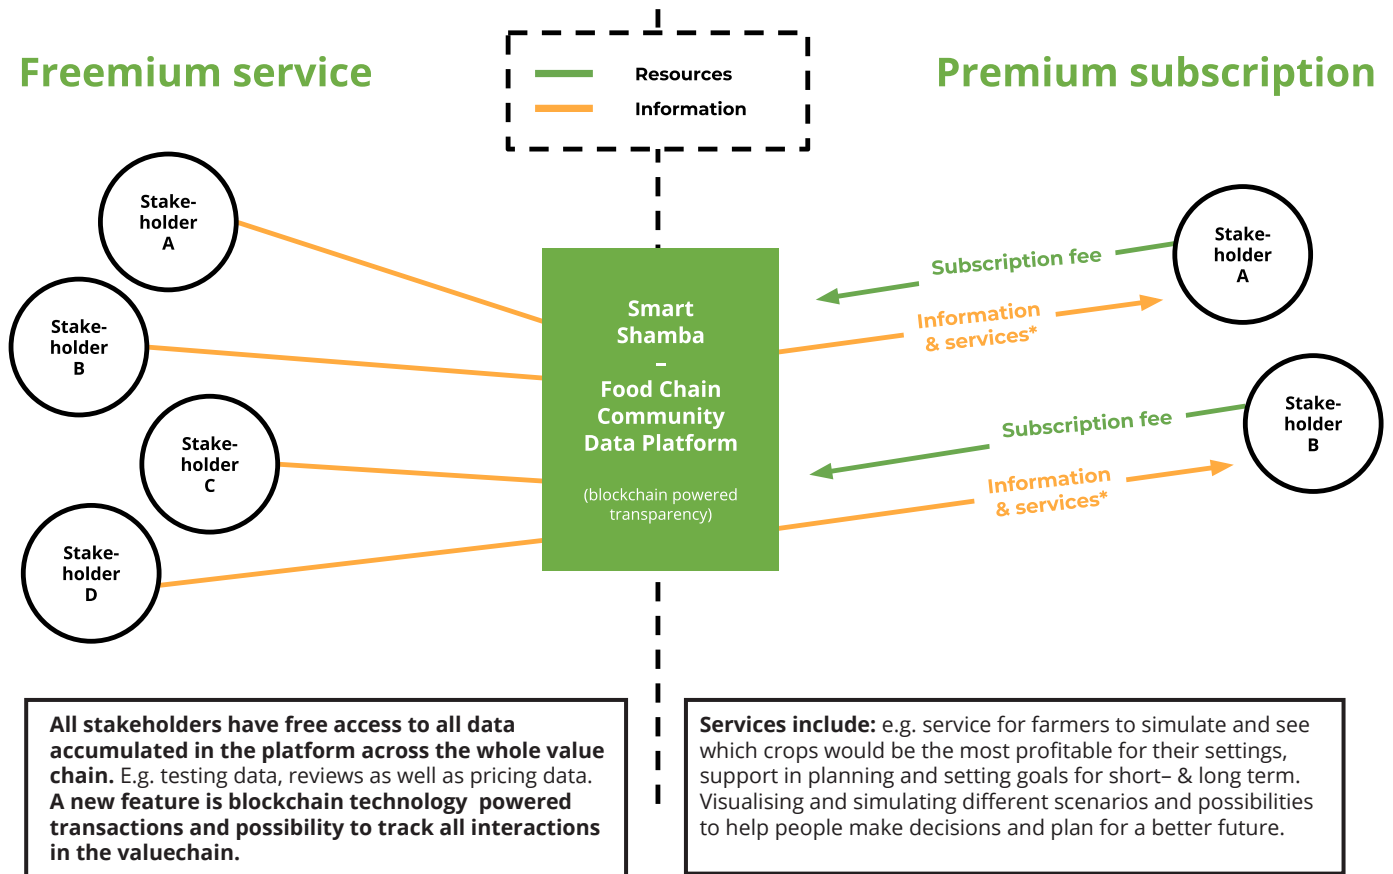 Freemium service
Resources
Information
Premium subscription
Stake-
holder
A
Stake-
holder
B
Stake-
holder
C
Stake-
holder
D
Smart
Shamba
–
Food Chain
Community
Data Platform
(blockchain powered
transparency)
Subscription fee
Information
& services*
Stake-
holder
A
Subscription fee
Information
& services*
Stake-
holder
B
All stakeholders have free access to all data
accumulated in the platform across the whole value
chain. E.g. testing data, reviews as well as pricing data.
A new feature is blockchain technology  powered
transactions and possibility to track all interactions
in the valuechain.
Services include: e.g. service for farmers to simulate and see
which crops would be the most profitable for their settings,
support in planning and setting goals for short– & long term.
Visualising and simulating different scenarios and possibilities
to help people make decisions and plan for a better future.